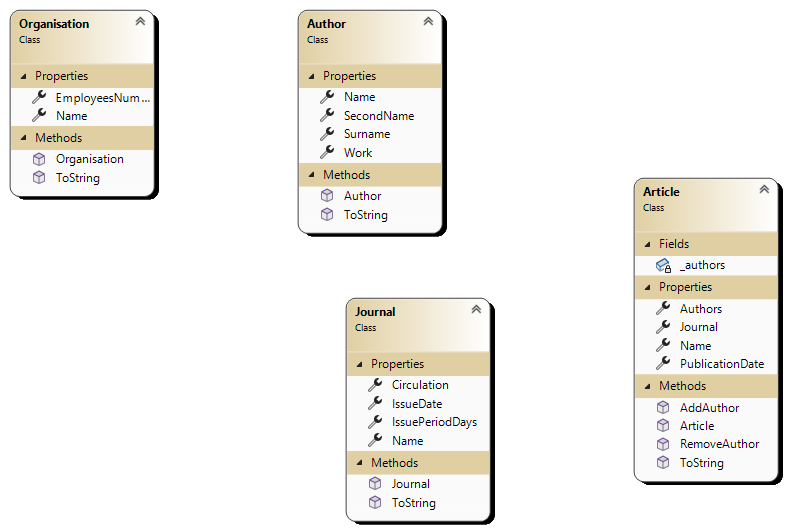 Organisation
Class
Properties
EmployeesNum...
Name
Methods
Organisation
ToString
Author
Class
Properties
Name
SecondName
Surname
Work
Methods
Author
ToString
Journal
Class
Properties
Circulation
IssueDate
IssuePeriodDays
Name
Methods
Journal
ToString
Article
Class
Fields
_authors
Properties
Authors
Journal
Name
PublicationDate
Methods
AddAuthor
Article
RemoveAuthor
ToString